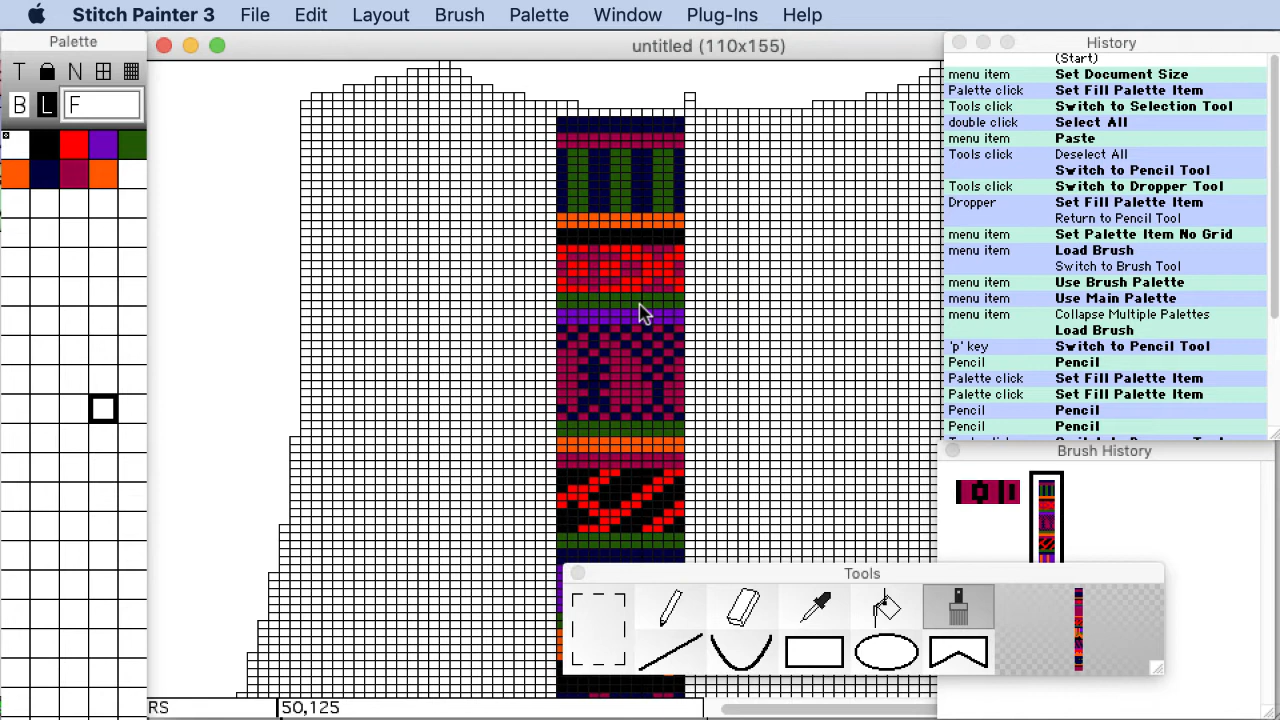 Stitch Painter 3 File Edit Layout Brush Palette Window Plug-Ins Help
Palette
T N
B L F
untitled (110x155)
RS 50,125
History
(Start)
menu item Set Document Size
Palette click Set Fill Palette Item
Tools click Switch to Selection Tool
double click Select All
menu item Paste
Tools click Deselect All
Switch to Pencil Tool
Tools click Switch to Dropper Tool
Dropper Set Fill Palette Item
Return to Pencil Tool
menu item Set Palette Item No Grid
menu item Load Brush
Switch to Brush Tool
menu item Use Brush Palette
menu item Use Main Palette
menu item Collapse Multiple Palettes
Load Brush
'p' key Switch to Pencil Tool
Pencil Pencil
Palette click Set Fill Palette Item
Palette click Set Fill Palette Item
Pencil Pencil
Pencil Pencil
Brush History
Tools